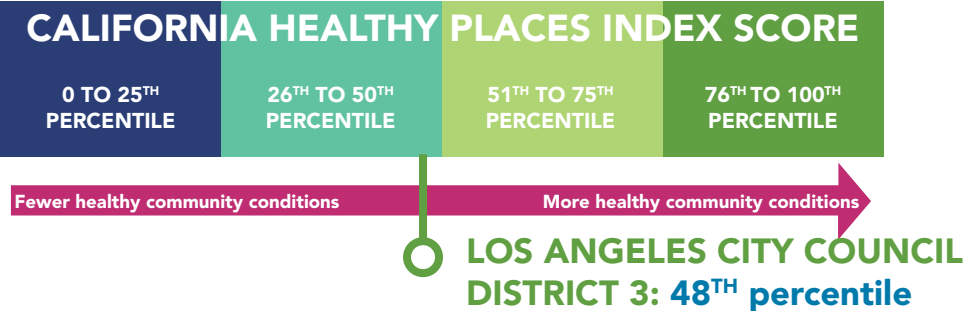 CALIFORNIA HEALTHY PLACES INDEX SCORE
0 TO 25TH
PERCENTILE
26TH TO 50TH
PERCENTILE
51TH TO 75TH
PERCENTILE
76TH TO 100TH
PERCENTILE
Fewer healthy community conditions
More healthy community conditions
LOS ANGELES CITY COUNCIL
DISTRICT 3: 48TH percentile